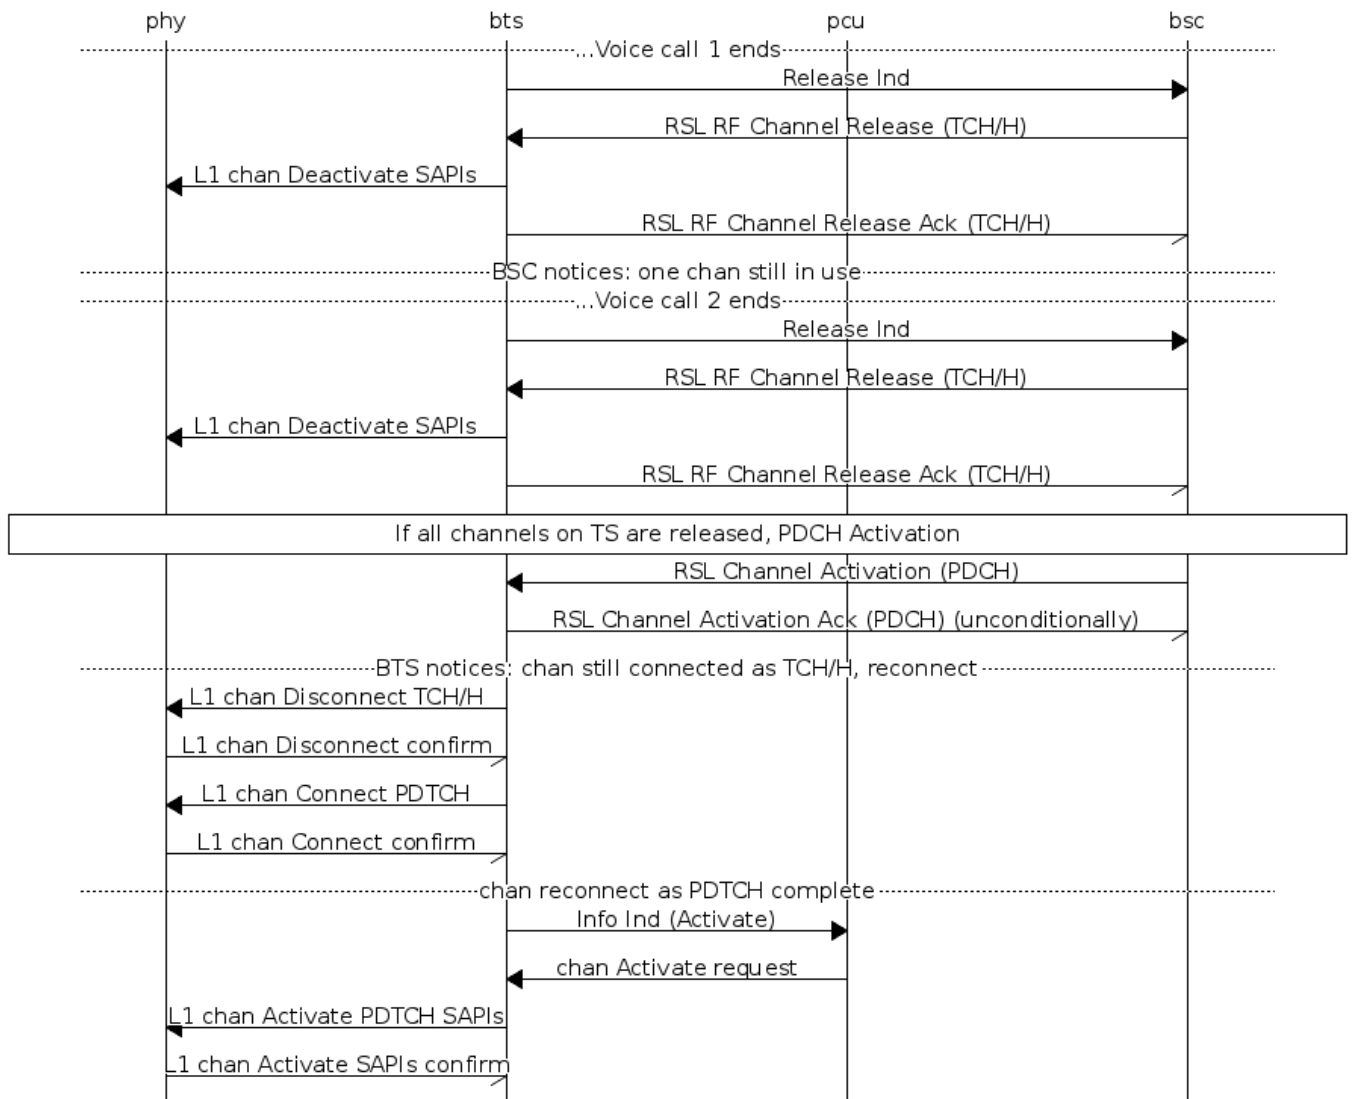 phy bts pcu bsc
...Voice call 1 ends
Release Ind
RSL RF Channel Release (TCH/H)
L1 chan Deactivate SAPIs
RSL RF Channel Release Ack (TCH/H)
BSC notices: one chan still in use
...Voice call 2 ends
Release Ind
RSL RF Channel Release (TCH/H)
L1 chan Deactivate SAPIs
RSL RF Channel Release Ack (TCH/H)
If all channels on TS are released, PDCH Activation
RSL Channel Activation (PDCH)
RSL Channel Activation Ack (PDCH) (unconditionally)
BTS notices: chan still connected as TCH/H, reconnect
L1 chan Disconnect TCH/H
L1 chan Disconnect confirm
L1 chan Connect PDTCH
L1 chan Connect confirm
chan reconnect as PDTCH complete
Info Ind (Activate)
chan Activate request
L1 chan Activate PDTCH SAPIs
L1 chan Activate SAPIs confirm